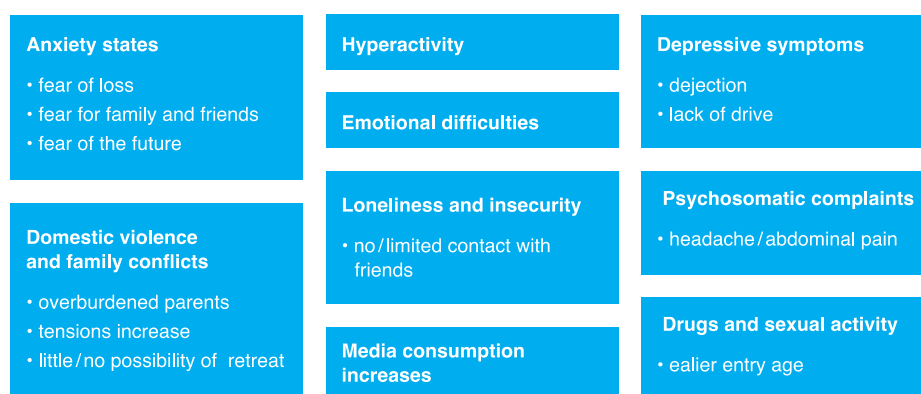 Anxiety states
• fear of loss
• fear for family and friends
• fear of the future
Domestic violence
and family conflicts
• overburdened parents
• tensions increase
• little/no possibility of retreat
Hyperactivity
Emotional difficulties
Loneliness and insecurity
• no/limited contact with
friends
Media consumption
increases
Depressive symptoms
• dejection
• lack of drive
Psychosomatic complaints
• headache/abdominal pain
Drugs and sexual activity
• ealier entry age